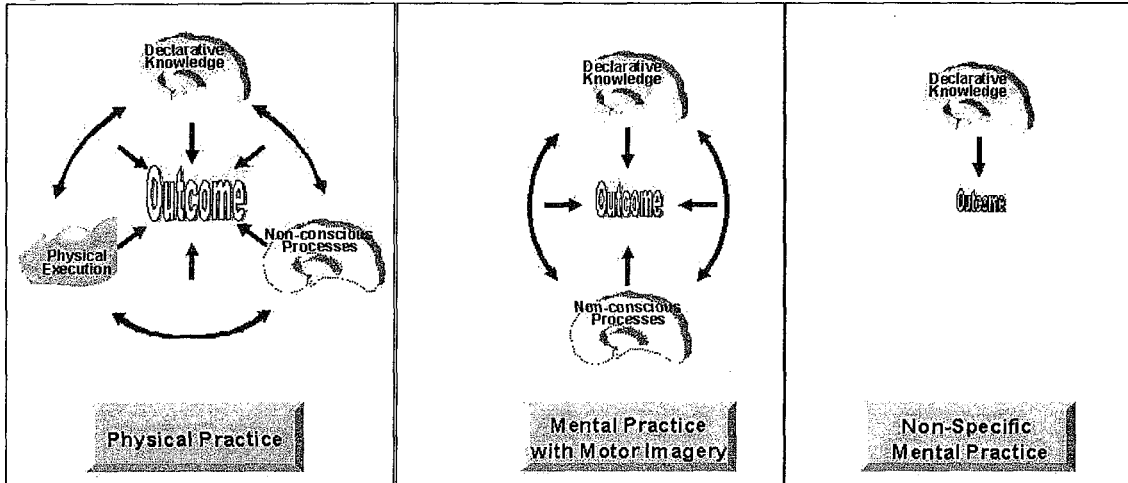 Declarative
Knowledge
Outcome
Physical
Execution
Non-conscious
Processes
Physical Practice
Declarative
Knowledge
Outcome
Non-conscious
Processes
Mental Practice
with Motor Imagery
Declarative
Knowledge
Outcome
Non-Specific
Mental Practice